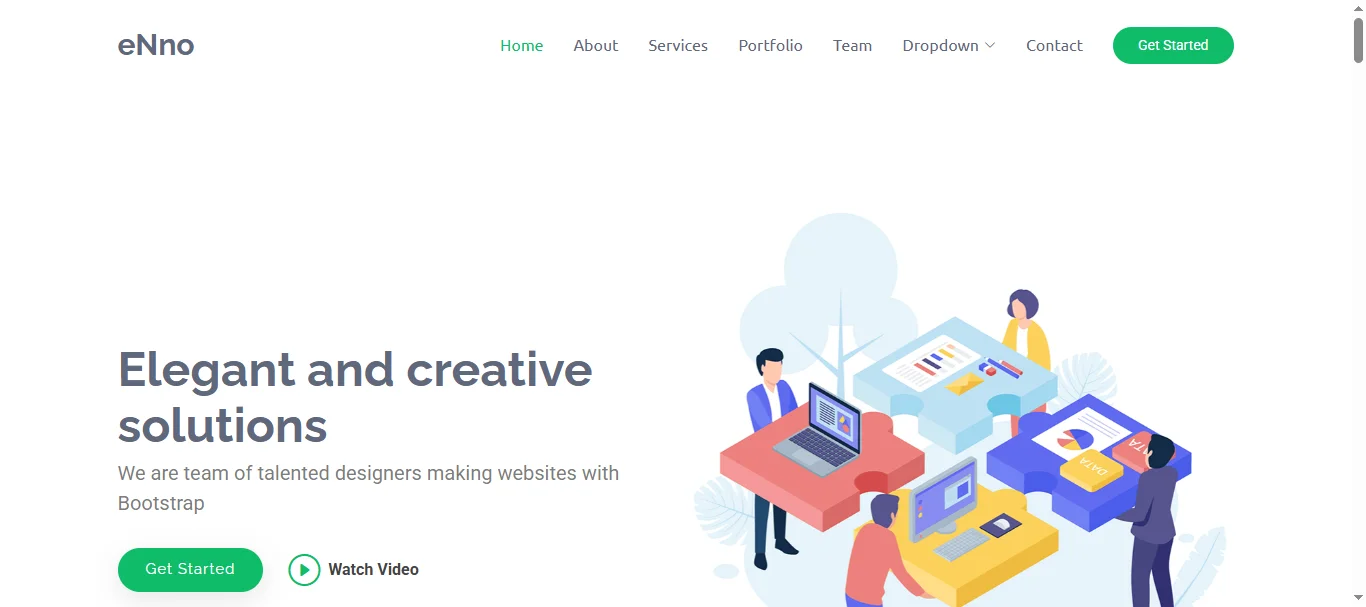 eNno
Home
About
Services
Portfolio
Team
Dropdown
Contact
Get Started
Elegant and creative
solutions
We are team of talented designers making websites with
Bootstrap
Get Started
Watch Video
DATA
DATA